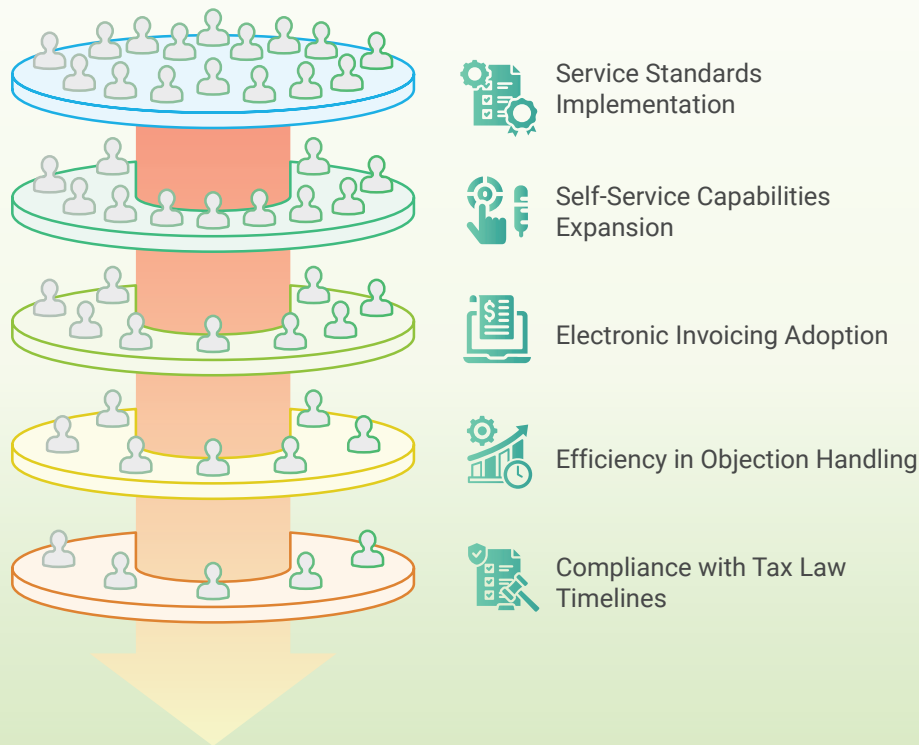 Service Standards
Implementation
Self-Service Capabilities
Expansion
$
Electronic Invoicing Adoption
Efficiency in Objection Handling
Compliance with Tax Law
Timelines